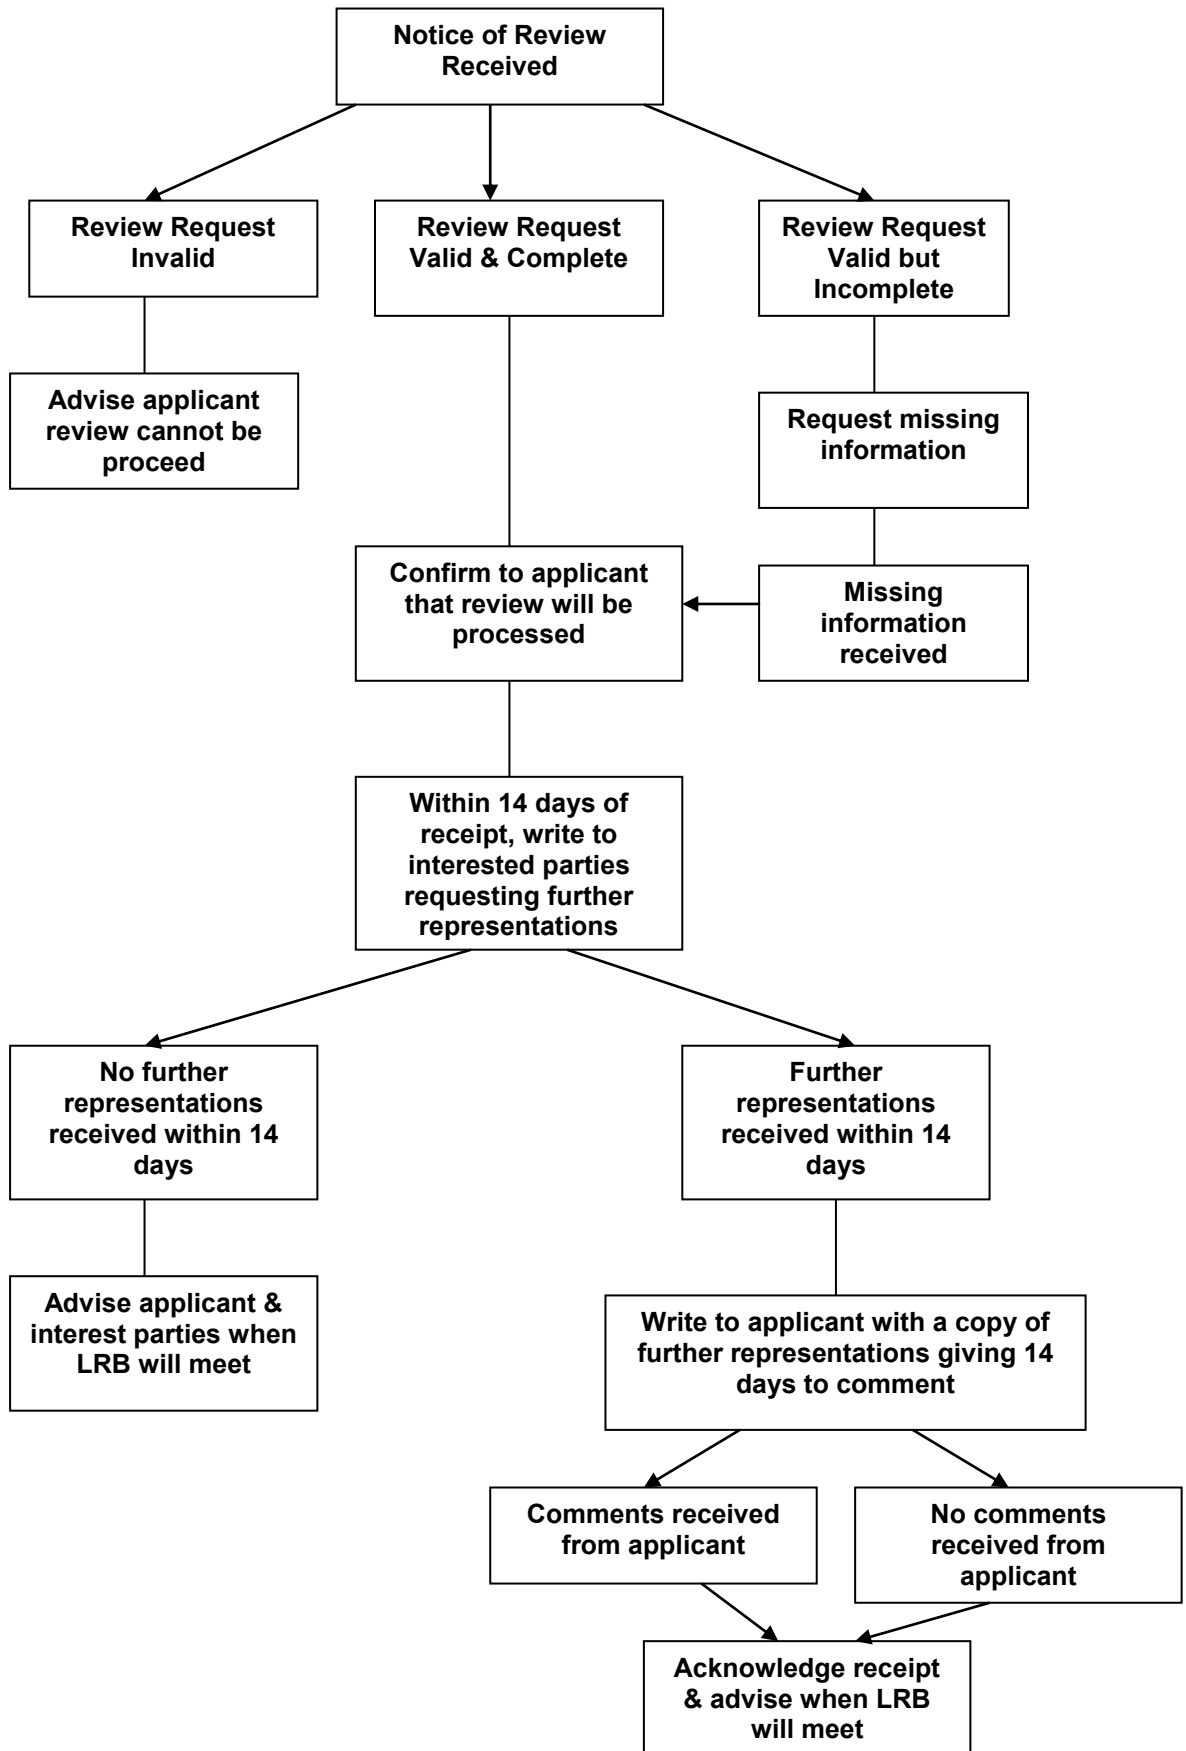 Notice of Review
Received
Review Request
Invalid
Review Request
Valid & Complete
Review Request
Valid but
Incomplete
Advise applicant
review cannot be
proceed
Request missing
information
Confirm to applicant
that review will be
processed
Missing
information
received
Within 14 days of
receipt, write to
interested parties
requesting further
representations
No further
representations
received within 14
days
Further
representations
received within 14
days
Advise applicant &
interest parties when
LRB will meet
Write to applicant with a copy of
further representations giving 14
days to comment
Comments received
from applicant
No comments
received from
applicant
Acknowledge receipt
& advise when LRB
will meet